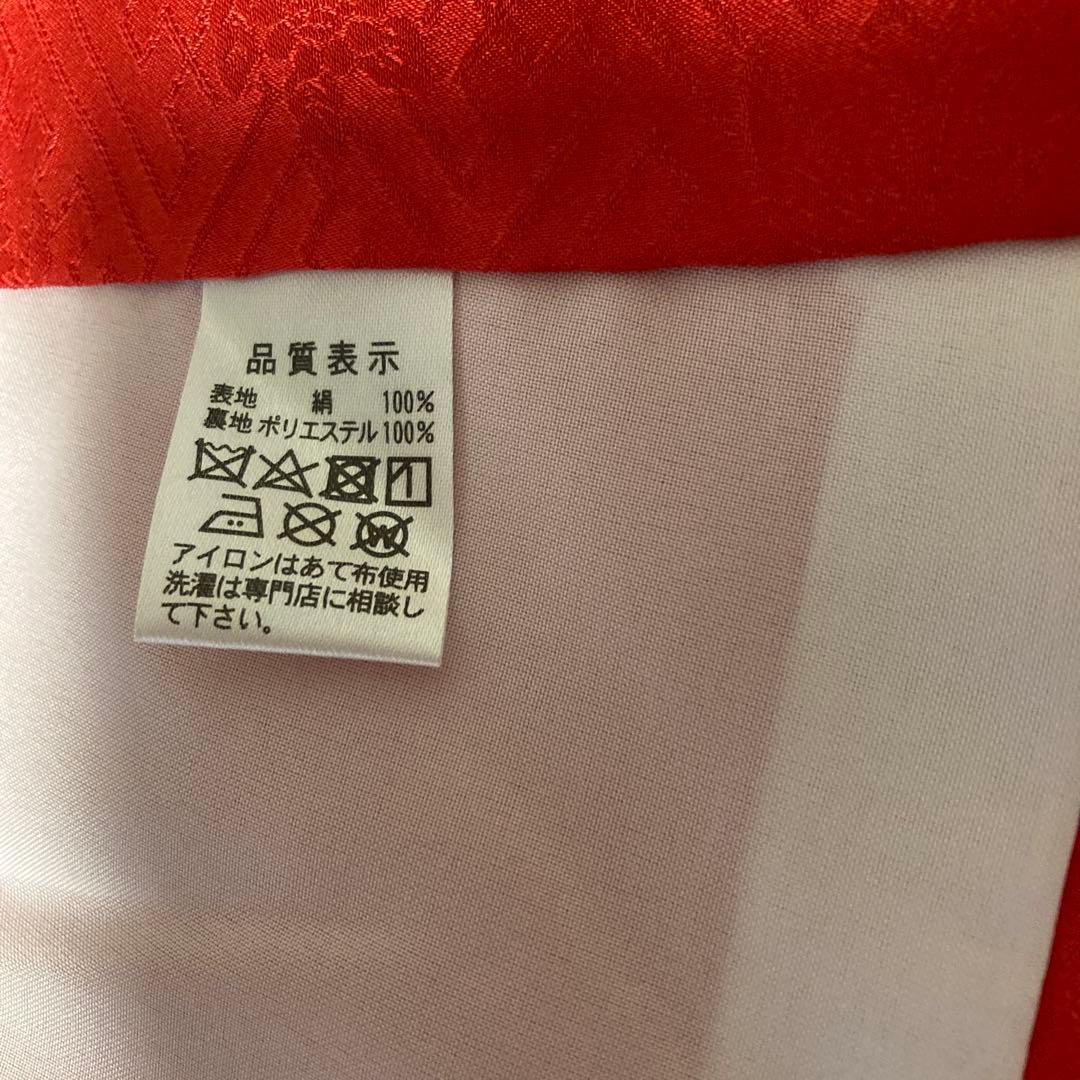 品質表示
表地 絹 100%
裏地 ポリエステル 100%
W
アイロンはあて布使用
洗濯は専門店に相談し
て下さい。